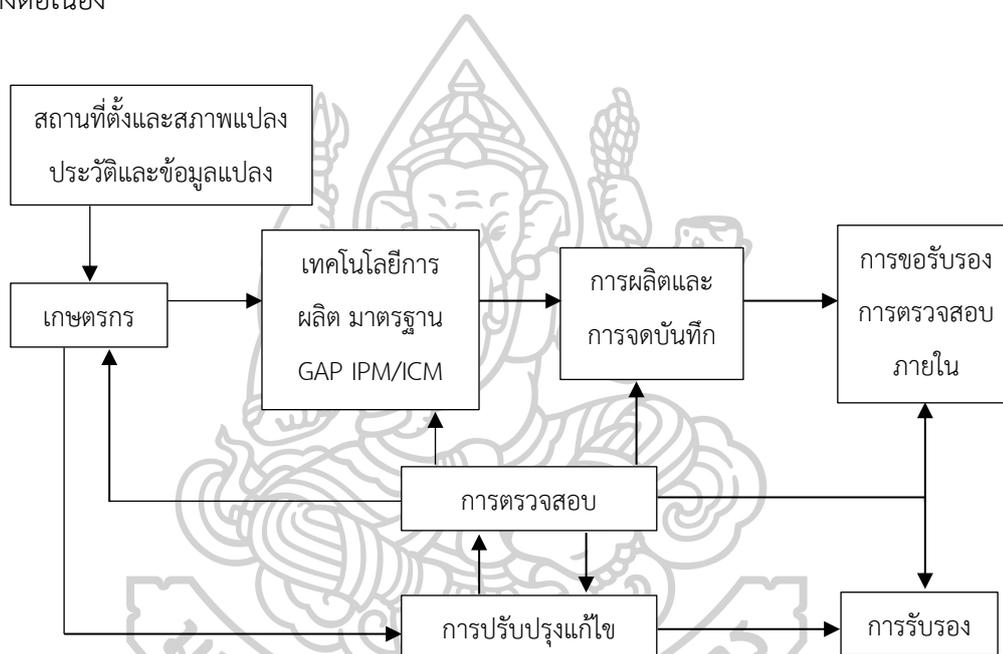 สถานที่ตั้งและสภาพแปลง
ประวัติและข้อมูลแปลง
เกษตรกร
เทคโนโลยีการ
ผลิต มาตรฐาน
GAP IPM/ICM
การผลิตและ
การจดบันทึก
การขอรับรอง
การตรวจสอบ
ภายใน
การตรวจสอบ
การปรับปรุงแก้ไข
การรับรอง